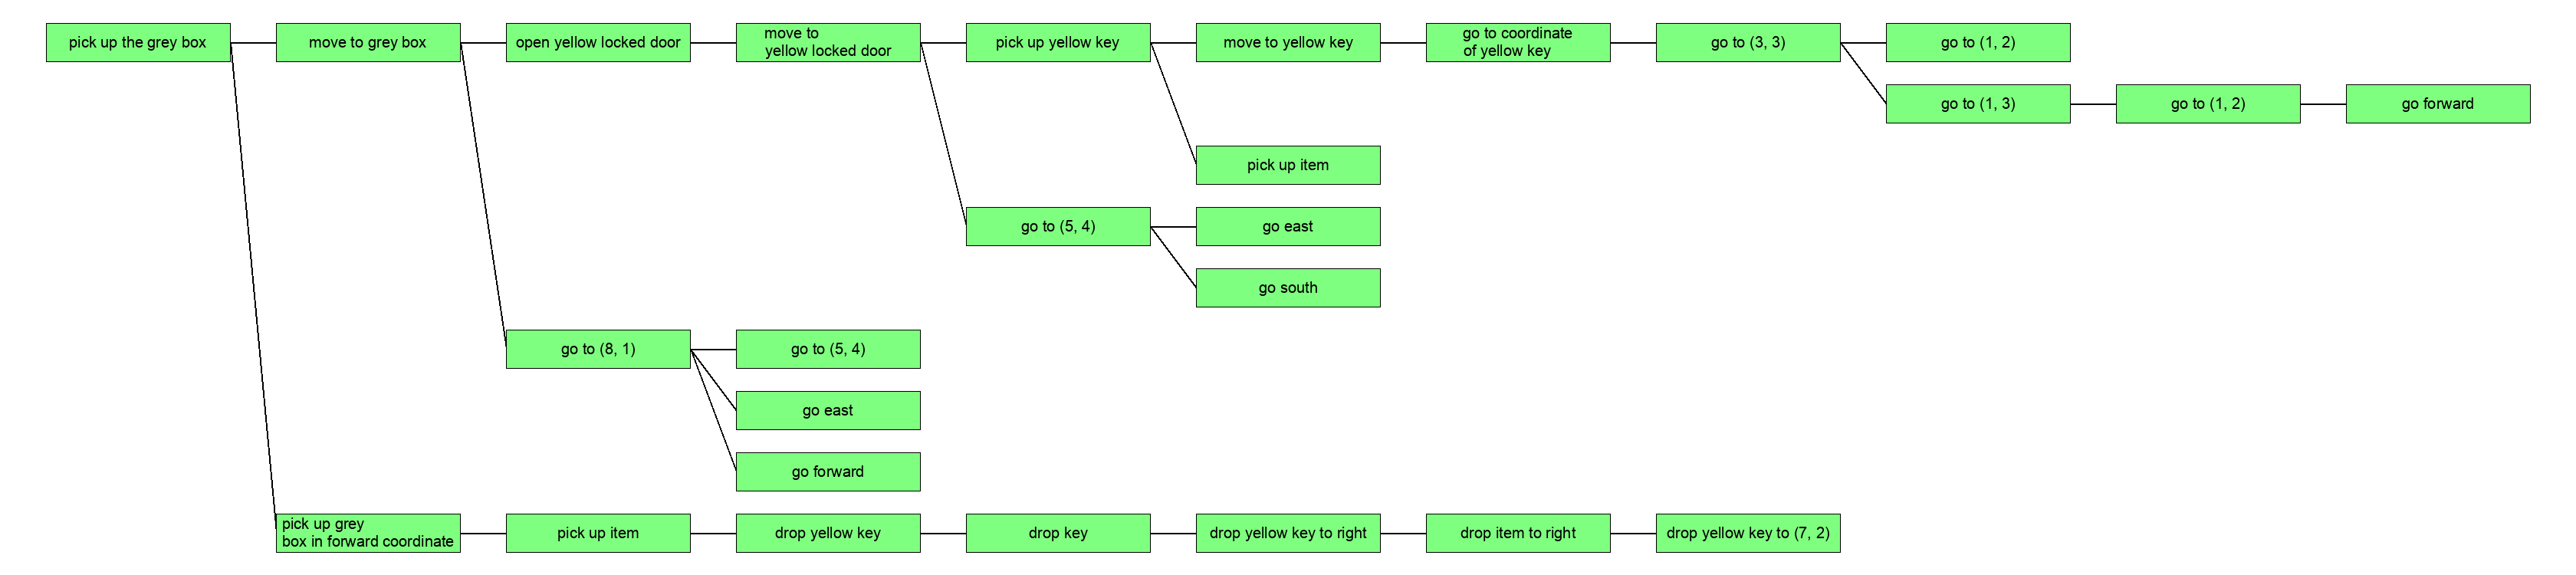 pick up the grey box
move to grey box
open yellow locked door
move to
yellow locked door
pick up yellow key
move to yellow key
go to coordinate
of yellow key
go to (3, 3)
go to (1, 2)
go to (1, 3)
go to (1, 2)
go forward
pick up item
go to (5, 4)
go east
go south
go to (8, 1)
go to (5, 4)
go east
go forward
pick up grey
box in forward coordinate
pick up item
drop yellow key
drop key
drop yellow key to right
drop item to right
drop yellow key to (7, 2)